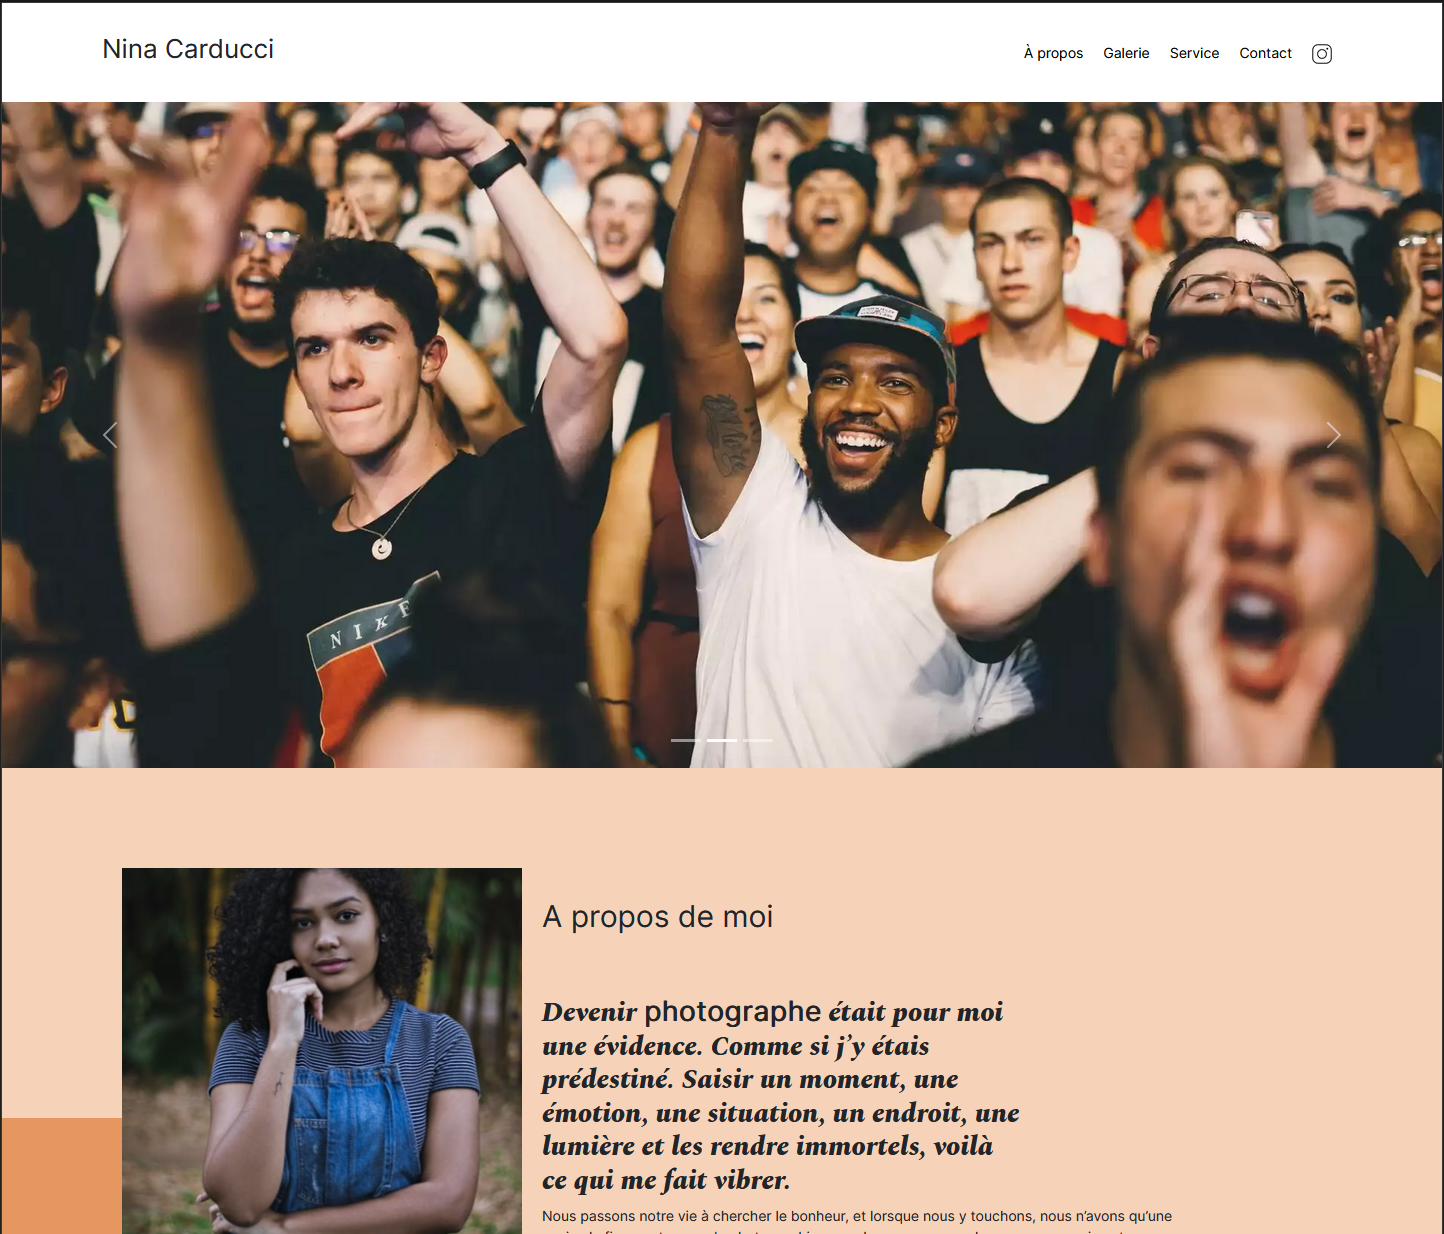 Nina Carducci
À propos Galerie Service Contact
NIKE
A propos de moi
Devenir photographe était pour moi
une évidence. Comme si j’y étais
prédestiné. Saisir un moment, une
émotion, une situation, un endroit, une
lumière et les rendre immortels, voilà
ce qui me fait vibrer.
Nous passons notre vie à chercher le bonheur, et lorsque nous y touchons, nous n’avons qu’une